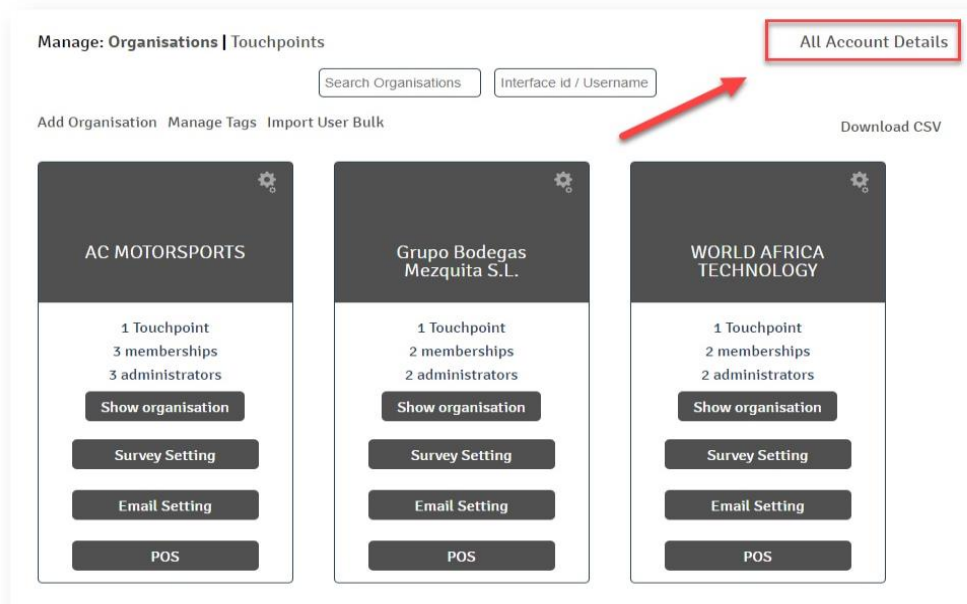 Manage: Organisations | Touchpoints
All Account Details
Search Organisations
Interface id / Username
Add Organisation Manage Tags Import User Bulk
Download CSV
AC MOTORSPORTS
1 Touchpoint
3 memberships
3 administrators
Show organisation
Survey Setting
Email Setting
POS
Grupo Bodegas
Mezquita S.L.
1 Touchpoint
2 memberships
2 administrators
Show organisation
Survey Setting
Email Setting
POS
WORLD AFRICA
TECHNOLOGY
1 Touchpoint
2 memberships
2 administrators
Show organisation
Survey Setting
Email Setting
POS